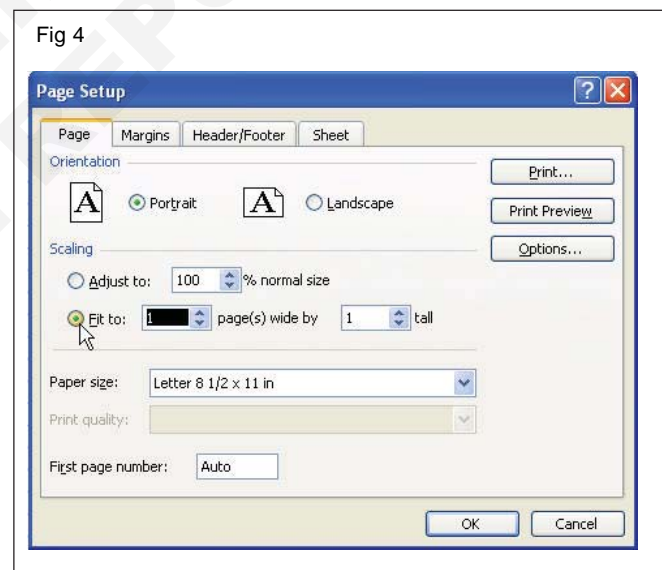 Fig 4
Page Setup
Page Margins Header/Footer Sheet
Orientation
Print...
A Portrait A Landscape
Print Preview
Scaling
Options...
Adjust to: 100 % normal size
Fit to: 1 page(s) wide by 1 tall
Paper size: Letter 8 1/2 x 11 in
Print quality:
First page number: Auto
OK Cancel